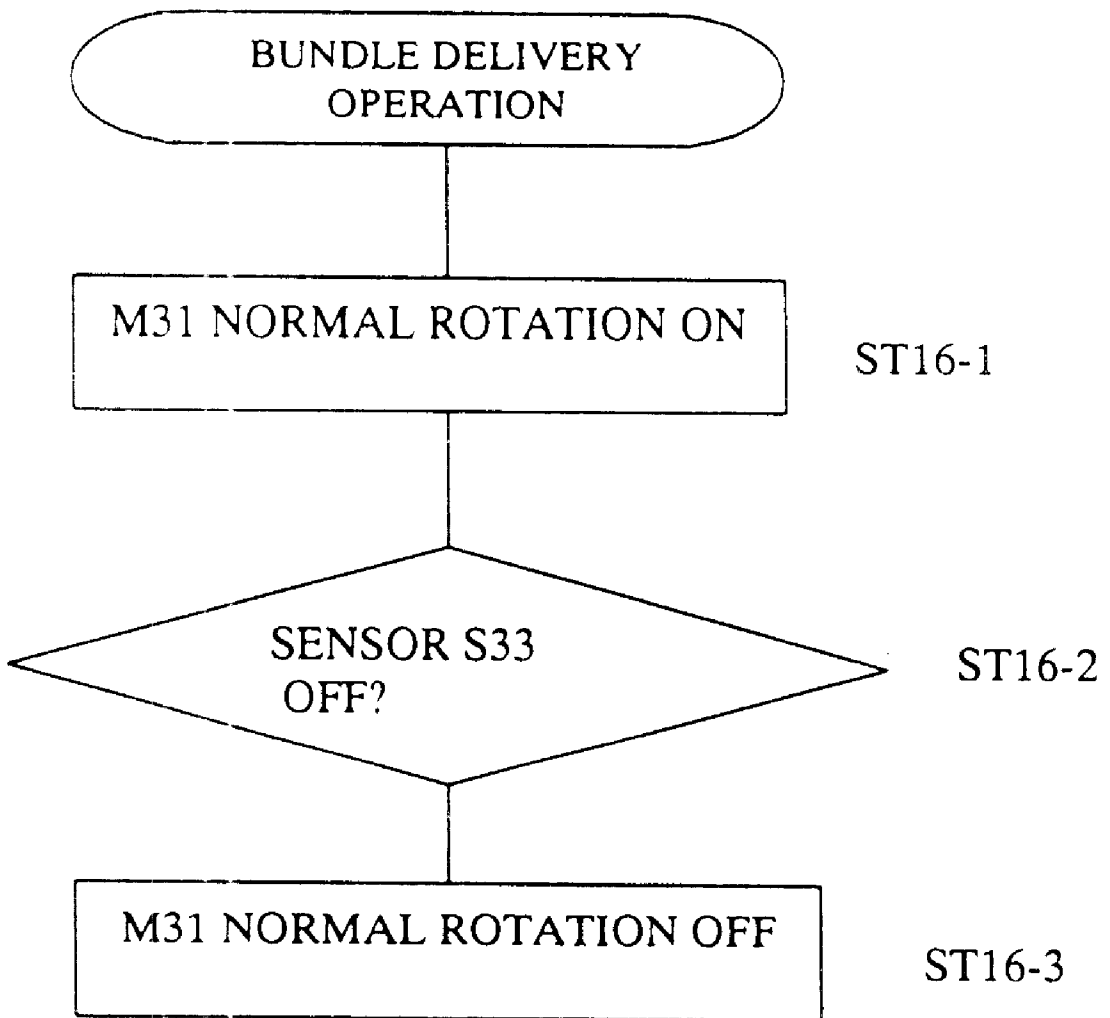 BUNDLE DELIVERY
OPERATION
M31 NORMAL ROTATION ON
ST16-1
SENSOR S33
OFF?
ST16-2
M31 NORMAL ROTATION OFF
ST16-3